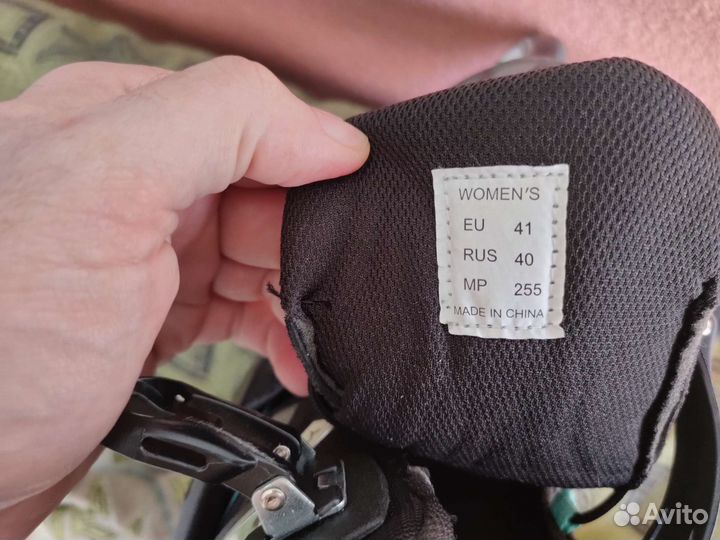 WOMEN'S
EU 41
RUS 40
MP 255
MADE IN CHINA
Avito